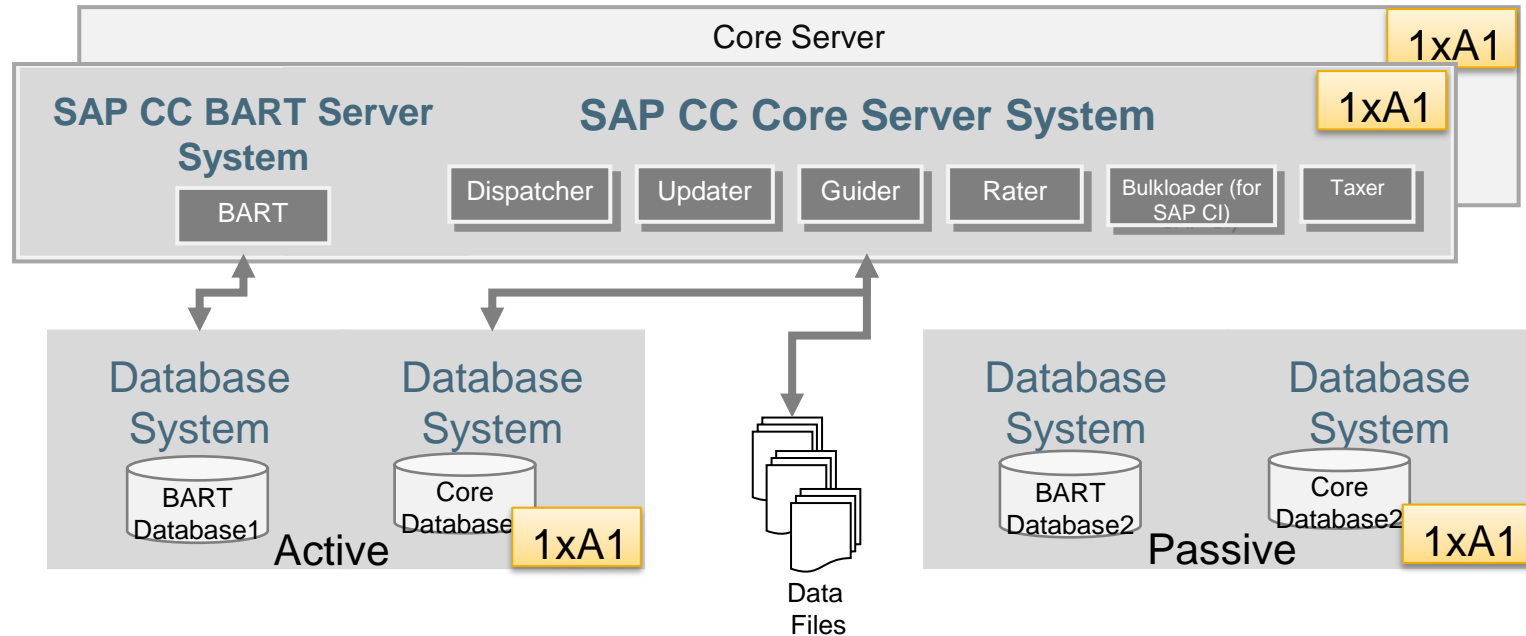 Core Server
1xA1
SAP CC BART Server
System
SAP CC Core Server System
1xA1
BART
Dispatcher
Updater
Guider
Rater
Bulkloader (for
SAP CI)
Taxer
Database
System
Database
System
BART
Database1
Core
Database
Active
1xA1
Data
Files
Database
System
Database
System
BART
Database2
Core
Database2
Passive
1xA1